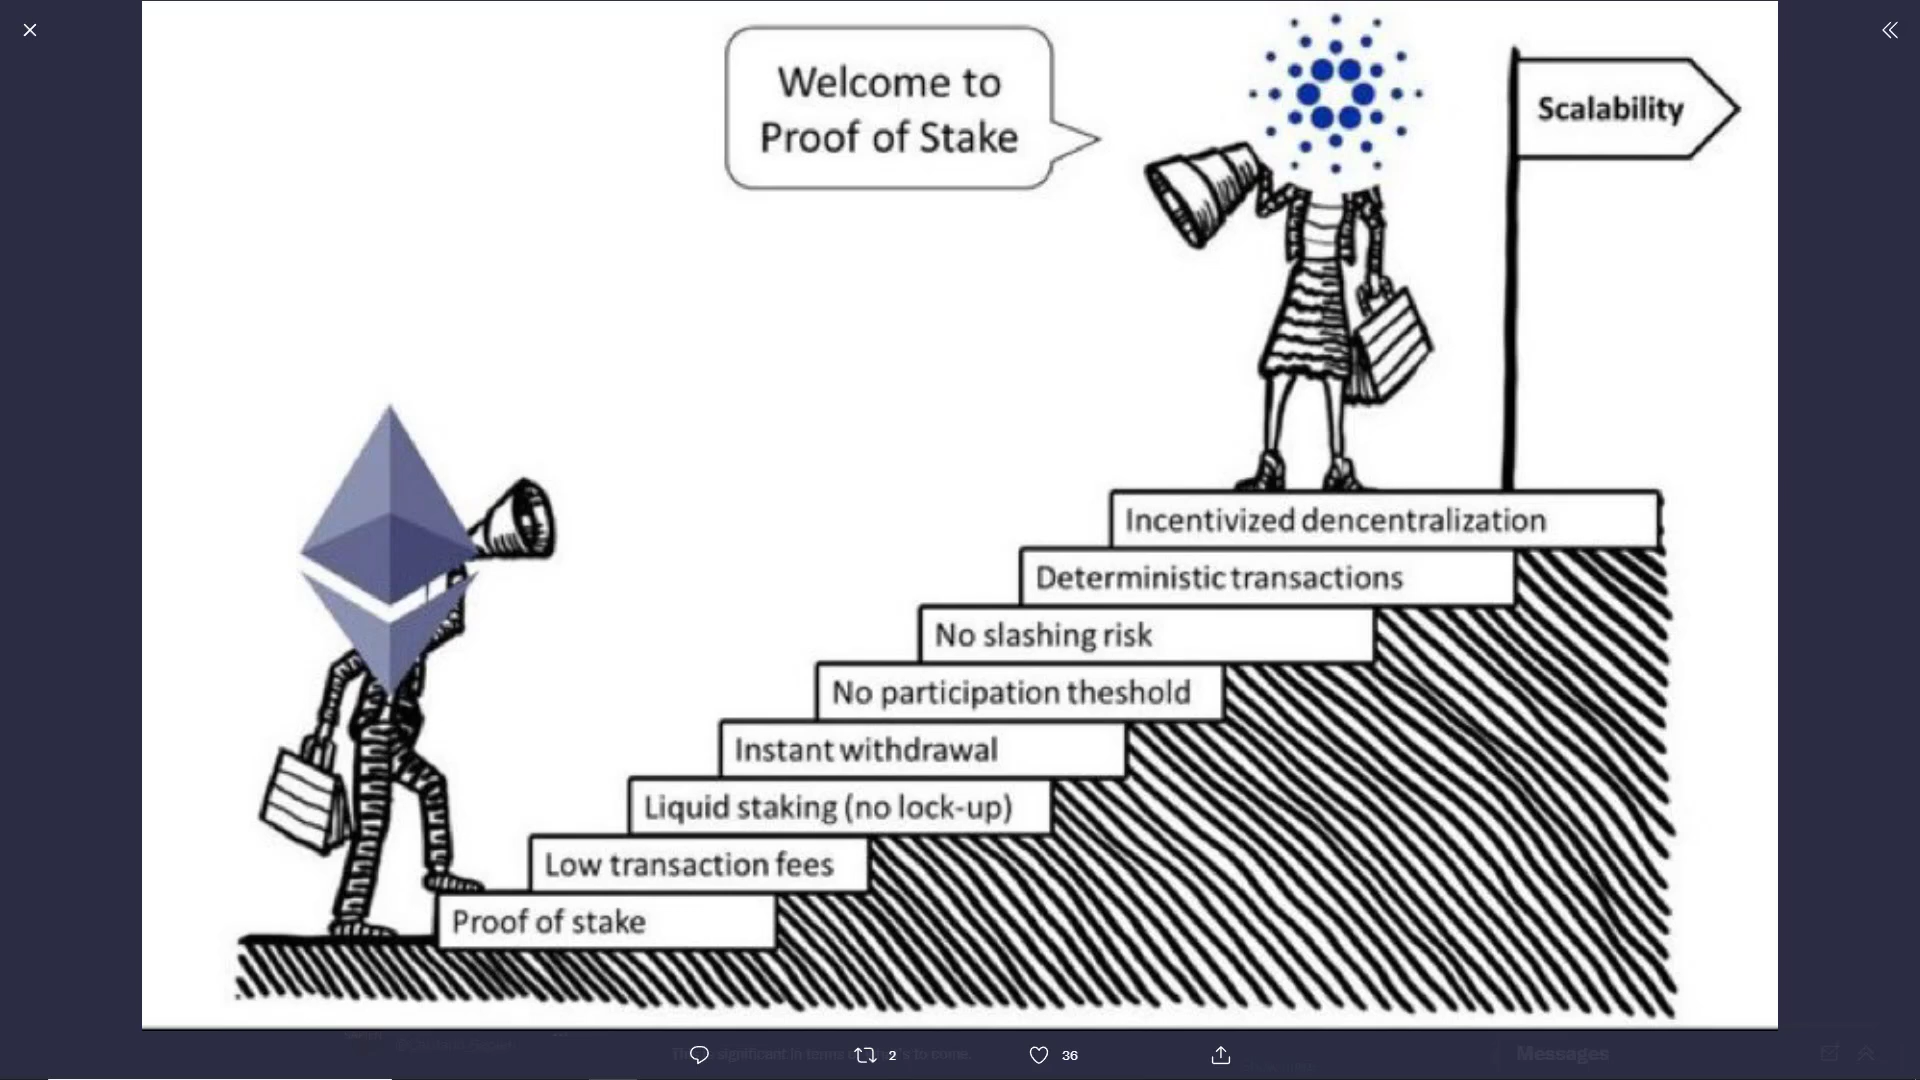 Welcome to
Proof of Stake
Scalability
Incentivized dencentralization
Deterministic transactions
No slashing risk
No participation theshold
Instant withdrawal
Liquid staking (no lock-up)
Low transaction fees
Proof of stake
2
36
Messages